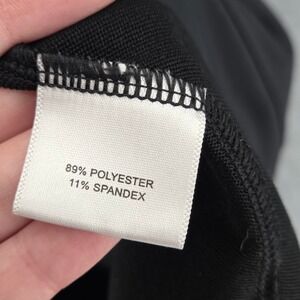 89% POLYESTER
11% SPANDEX